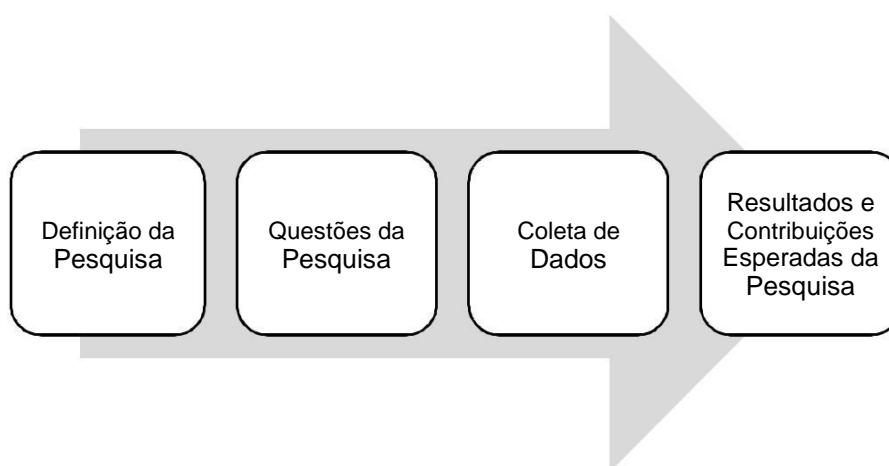 Definição da
Pesquisa
Questões da
Pesquisa
Coleta de
Dados
Resultados e
Contribuições
Esperadas da
Pesquisa